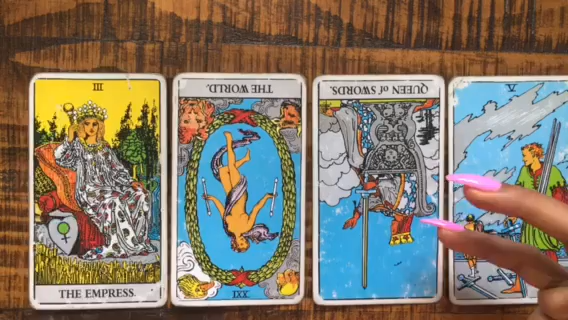 III
THE EMPRESS.
THE WORLD.
XXI
QUEEN of SWORDS.
V